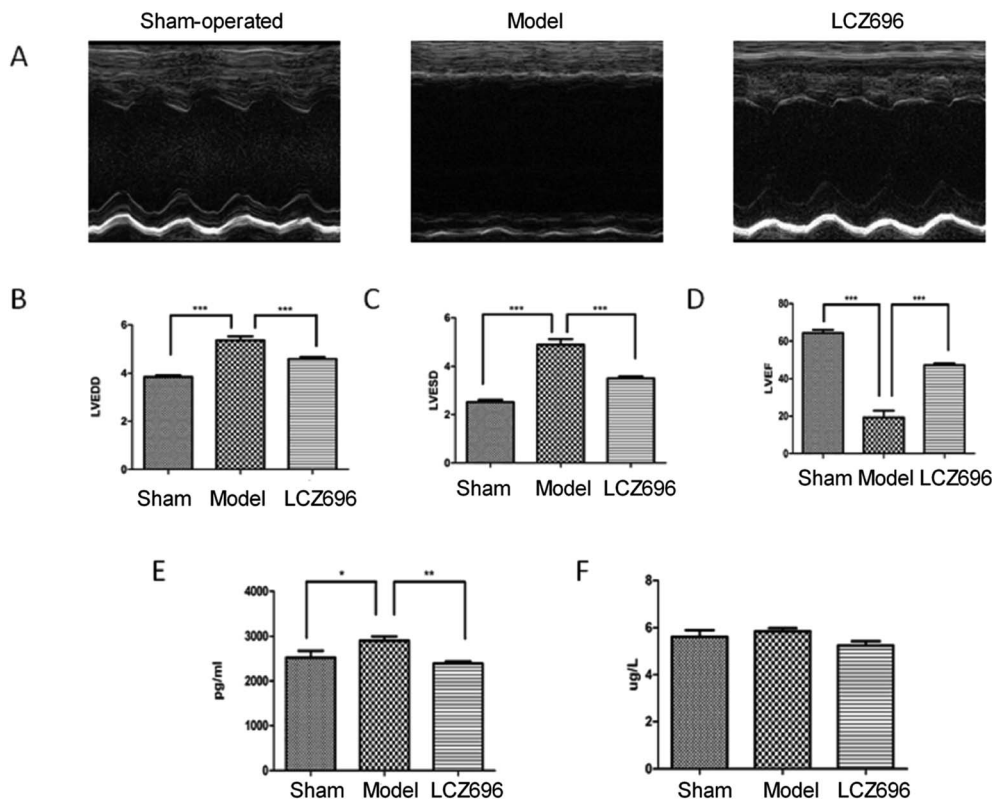 Sham-operated Model LCZ696
A
B
*** ***
LVEDD
6
4
2
0
Sham Model LCZ696
C
*** ***
LVESD
6
4
2
0
Sham Model LCZ696
D
*** ***
LVEF
80
60
40
20
0
Sham Model LCZ696
E
* **
pg/ml
4000
3000
2000
1000
0
Sham Model LCZ696
F
ug/L
8
6
4
2
0
Sham Model LCZ696